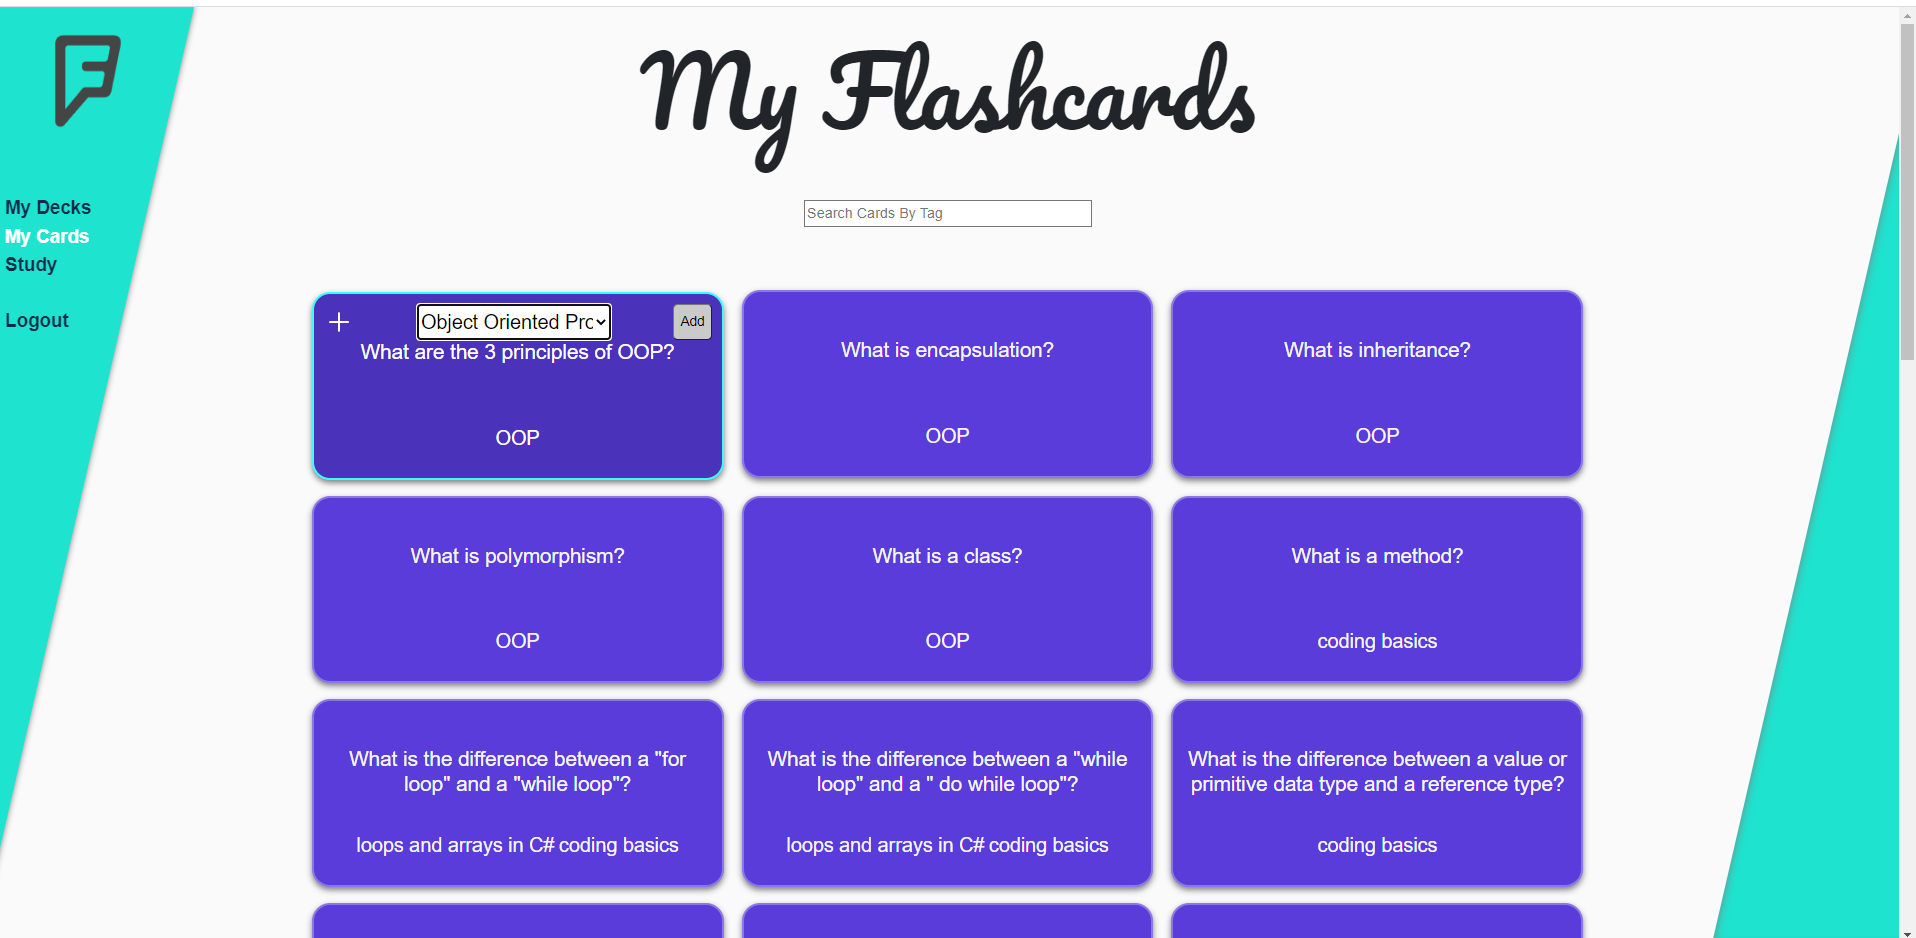 My Flashcards
My Decks
My Cards
Study
Logout
Search Cards By Tag
Object Oriented Prc
Add
What are the 3 principles of OOP?
OOP
What is encapsulation?
OOP
What is inheritance?
OOP
What is polymorphism?
OOP
What is a class?
OOP
What is a method?
coding basics
What is the difference between a "for
loop" and a "while loop"?
loops and arrays in C# coding basics
What is the difference between a "while
loop" and a " do while loop"?
loops and arrays in C# coding basics
What is the difference between a value or
primitive data type and a reference type?
coding basics